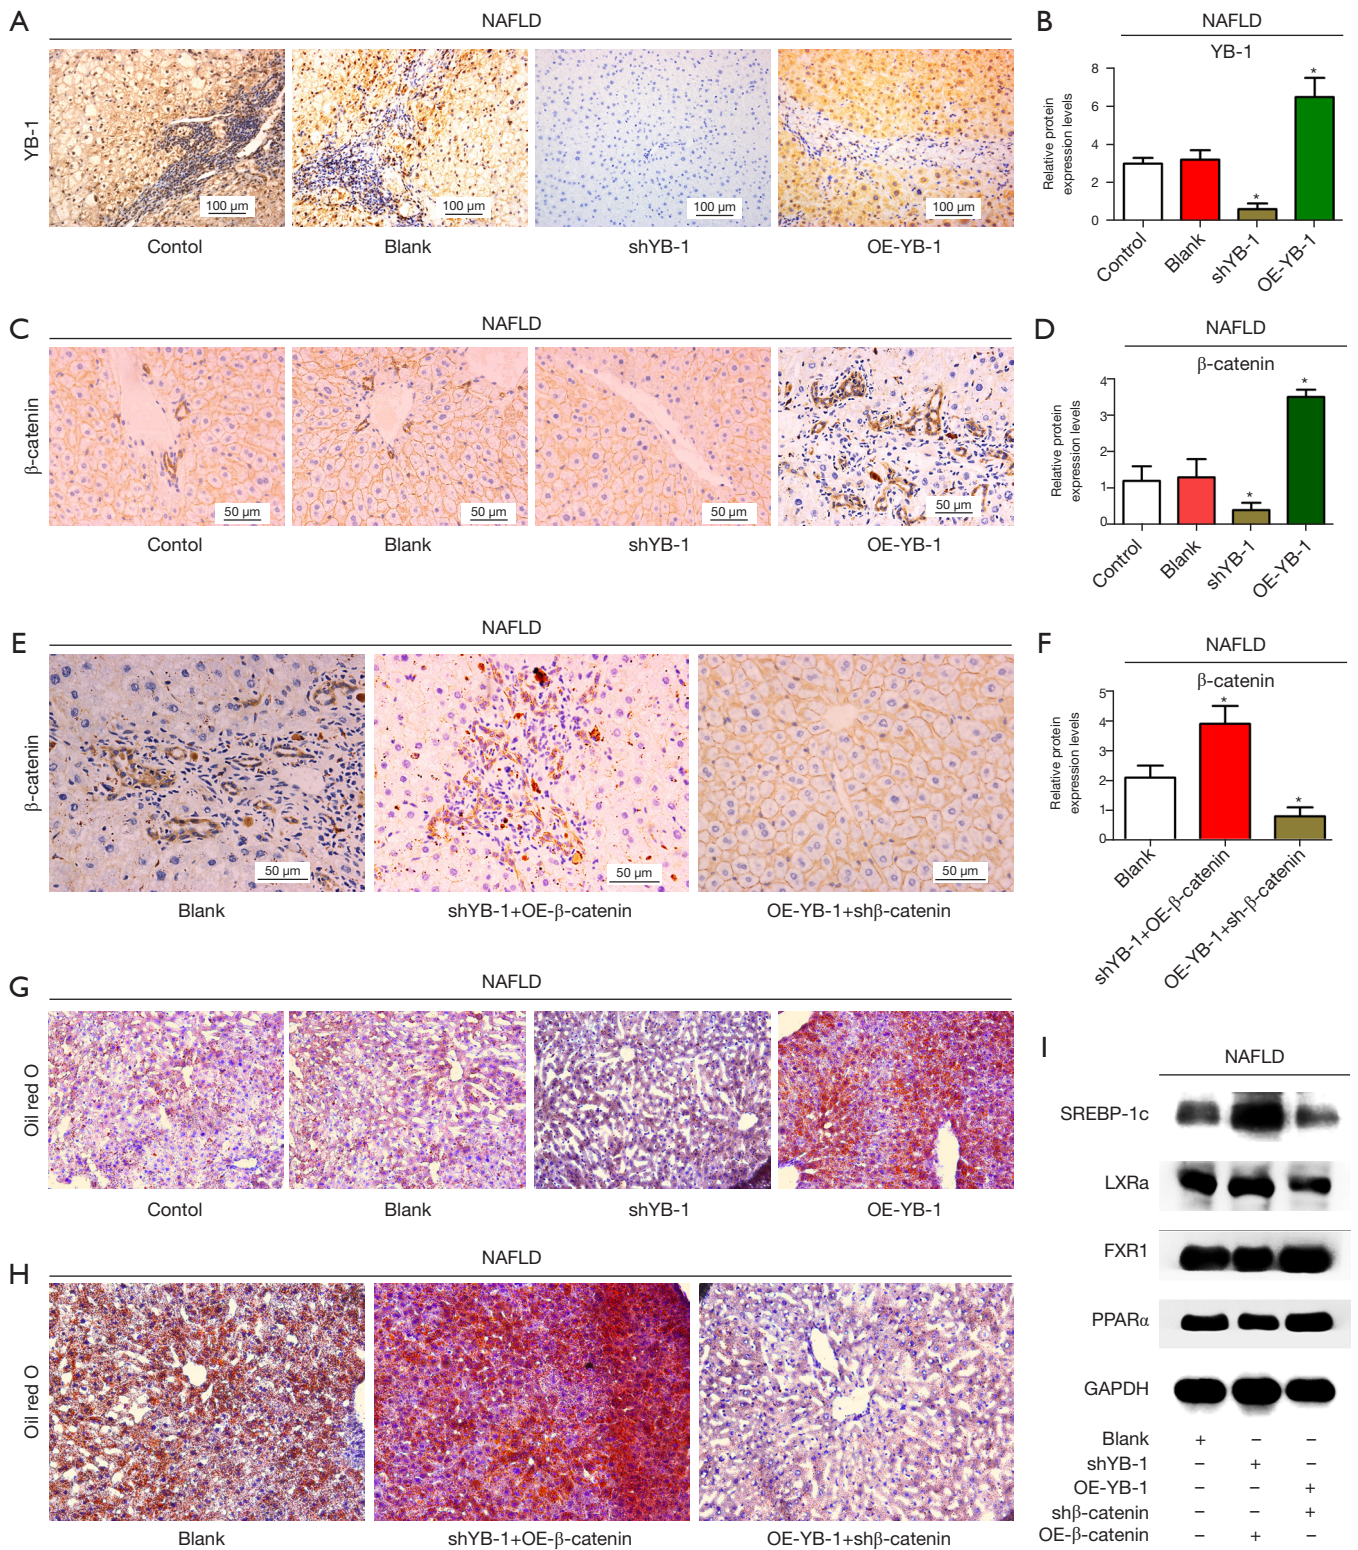 A
NAFLD
YB-1
100 µm
100 µm
100 µm
100 µm
Contol
Blank
shYB-1
OE-YB-1
B
NAFLD
YB-1
Relative protein
expression levels
8
6
4
2
0
*
*
Control
Blank
shYB-1
OE-YB-1
C
NAFLD
β-catenin
50 µm
50 µm
50 µm
50 µm
Contol
Blank
shYB-1
OE-YB-1
D
NAFLD
β-catenin
Relative protein
expression levels
4
3
2
1
0
*
*
Control
Blank
shYB-1
OE-YB-1
E
NAFLD
β-catenin
50 µm
50 µm
50 µm
Blank
shYB-1+OE-β-catenin
OE-YB-1+shβ-catenin
F
NAFLD
β-catenin
Relative protein
expression levels
5
4
3
2
1
0
*
*
Blank
shYB-1+OE-β-catenin
OE-YB-1+sh-β-catenin
G
NAFLD
Oil red O
Contol
Blank
shYB-1
OE-YB-1
H
NAFLD
Oil red O
Blank
shYB-1+OE-β-catenin
OE-YB-1+shβ-catenin
I
NAFLD
SREBP-1c
LXRa
FXR1
PPARα
GAPDH
Blank + − −
shYB-1 − + −
OE-YB-1 − − +
shβ-catenin − − +
OE-β-catenin − + −